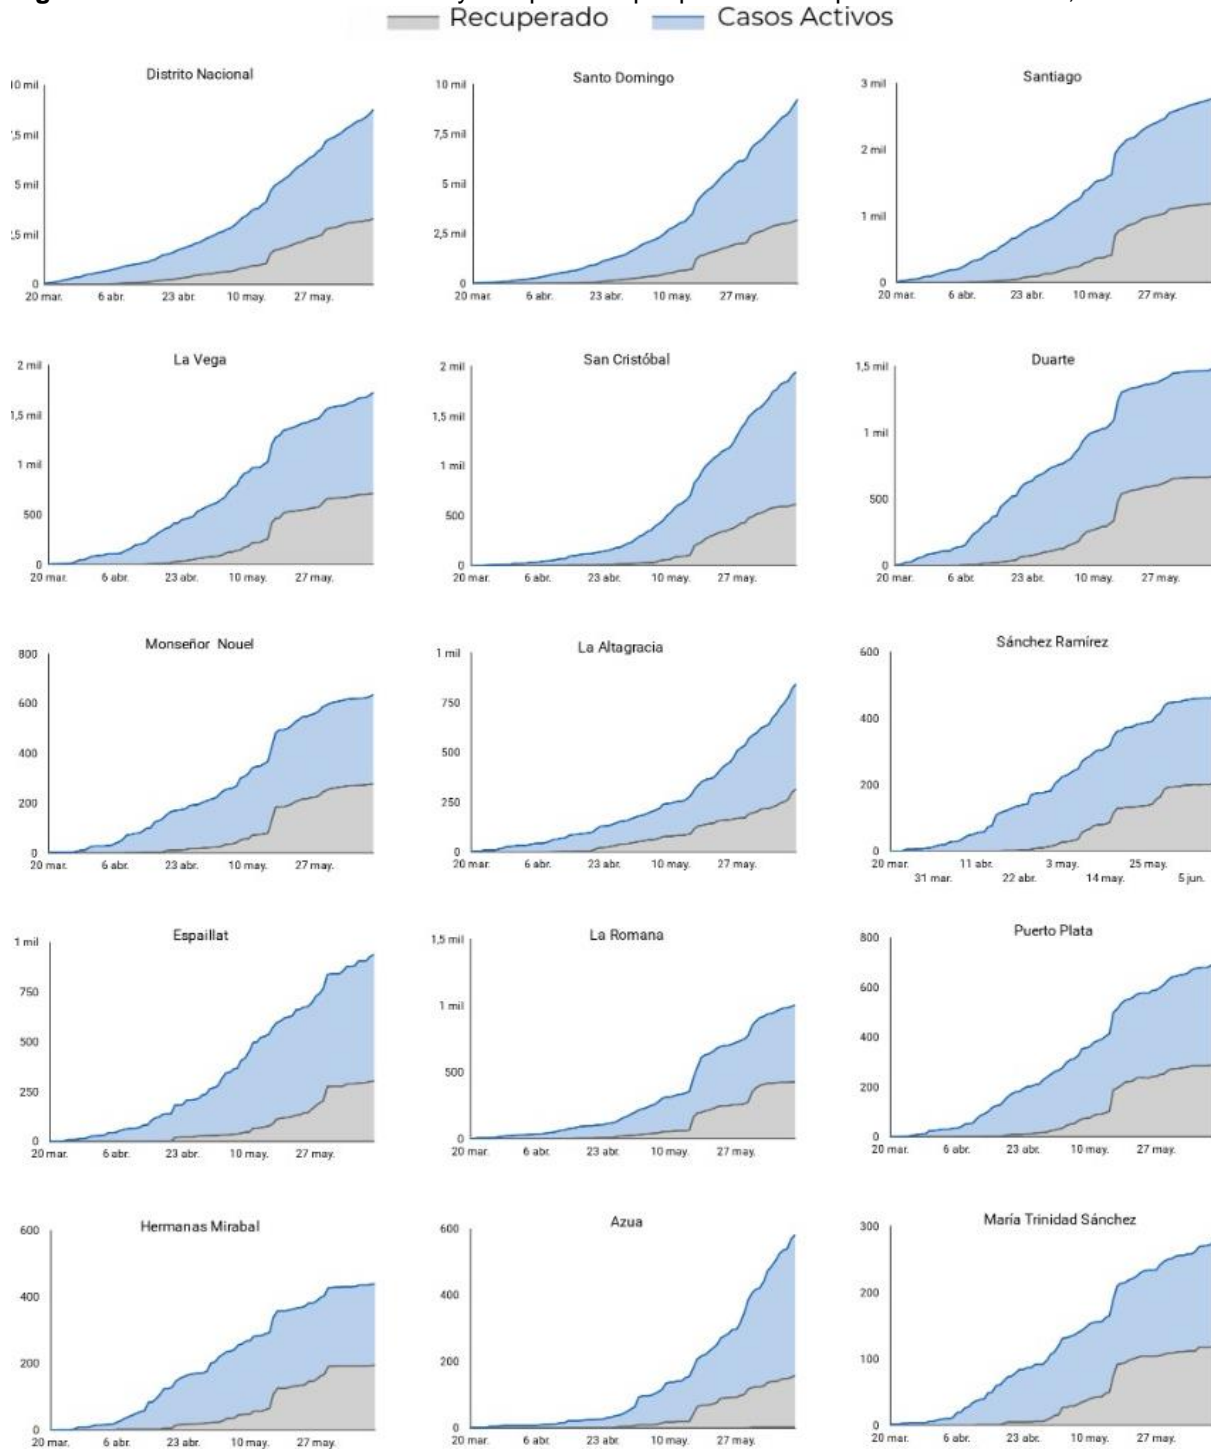 Recuperado Casos Activos
Distrito Nacional Santo Domingo Santiago
10 mil 10 mil 3 mil
7,5 mil
5 mil 5 mil 2 mil
2,5 mil 2,5 mil 1 mil
0 0 0
20 mar. 6 abr. 23 abr. 10 may. 27 may. 20 mar. 6 abr. 23 abr. 10 may. 27 may. 20 mar. 6 abr. 23 abr. 10 may. 27 may.
La Vega San Cristóbal Duarte
2 mil 2 mil 1,5 mil
1,5 mil 1,5 mil
1 mil 1 mil 1 mil
500 500 500
0 0 0
20 mar. 6 abr. 23 abr. 10 may. 27 may. 20 mar. 6 abr. 23 abr. 10 may. 27 may. 20 mar. 6 abr. 23 abr. 10 may. 27 may.
Monseñor Nouel La Altagracia Sánchez Ramírez
800 1 mil 600
600 750
400 500 400
200 250 200
0 0 0
20 mar. 6 abr. 23 abr. 10 may. 27 may. 20 mar. 6 abr. 23 abr. 10 may. 27 may. 20 mar. 11 abr. 3 may. 25 may.
31 mar. 22 abr. 14 may. 5 jun.
Espaillat La Romana Puerto Plata
1 mil 1,5 mil 800
750 1 mil 600
500 400
250 500 200
0 0 0
20 mar. 6 abr. 23 abr. 10 may. 27 may. 20 mar. 6 abr. 23 abr. 10 may. 27 may. 20 mar. 6 abr. 23 abr. 10 may. 27 may.
Hermanas Mirabal Azua María Trinidad Sánchez
600 600 300
400 400 200
200 200 100
0 0 0
20 mar. 6 abr. 23 abr. 10 may. 27 may. 20 mar. 6 abr. 23 abr. 10 may. 27 may. 20 mar. 6 abr. 23 abr. 10 may. 27 may.